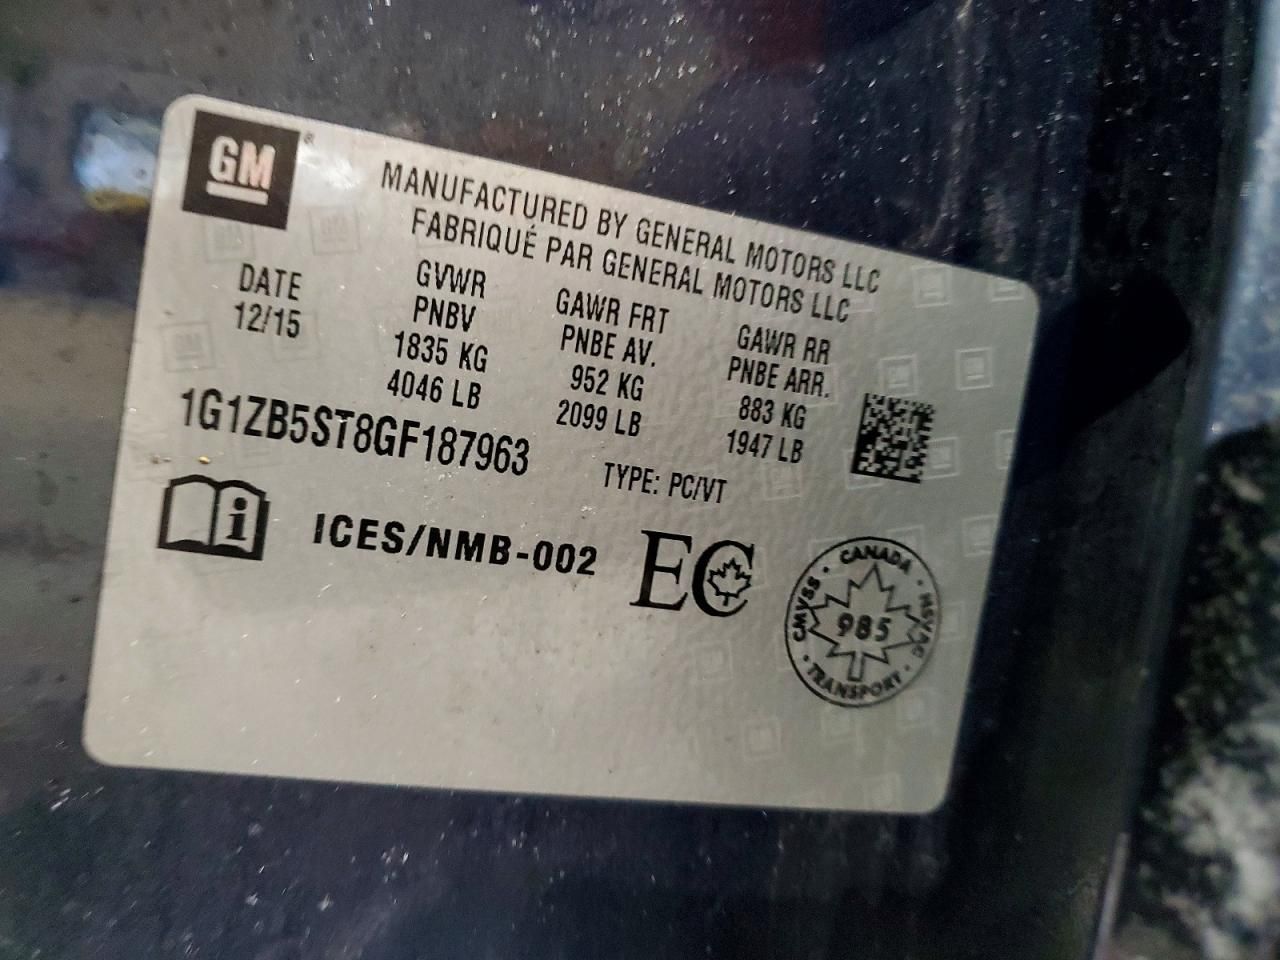 GM
MANUFACTURED BY GENERAL MOTORS LLC
FABRIQUÉ PAR GENERAL MOTORS LLC
DATE
12/15
GVWR
PNBV
1835 KG
4046 LB
GAWR FRT
PNBE AV.
952 KG
2099 LB
GAWR RR
PNBE ARR.
883 KG
1947 LB
1G1ZB5ST8GF187963
TYPE: PC/VT
i
ICES/NMB-002
EC
CANADA
CMVSS
985
NSVAC
TRANSPORT